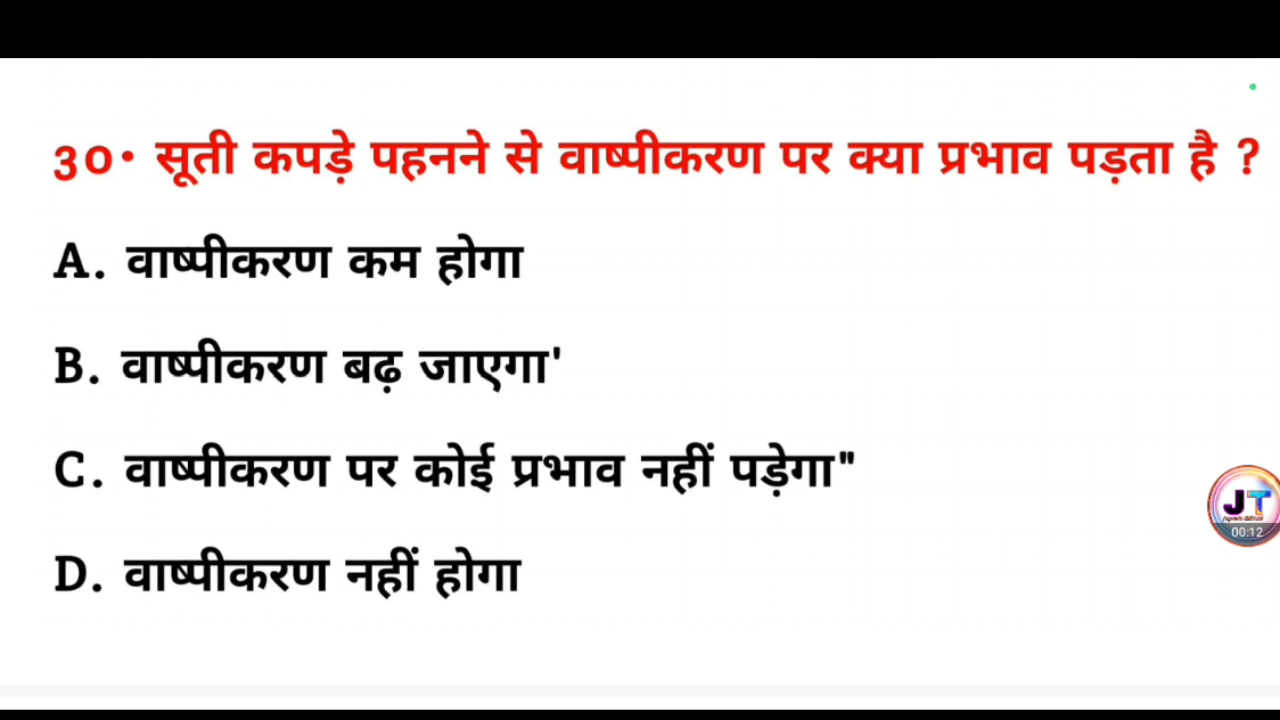 30• सूती कपड़े पहनने से वाष्पीकरण पर क्या प्रभाव पड़ता है ?
A. वाष्पीकरण कम होगा
B. वाष्पीकरण बढ़ जाएगा'
C. वाष्पीकरण पर कोई प्रभाव नहीं पड़ेगा"
D. वाष्पीकरण नहीं होगा
JT
00:12